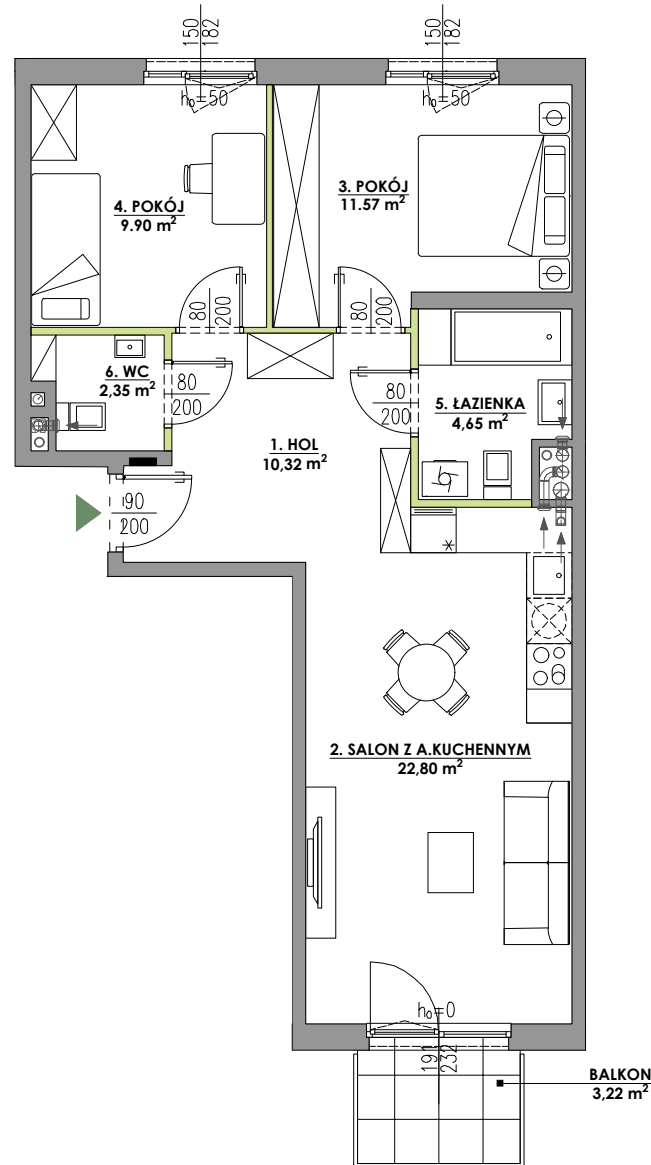 150
182
150
182
h₀=50
h₀=50
4. POKÓJ
9.90 m²
3. POKÓJ
11.57 m²
80
200
80
200
6. WC
2,35 m²
80
200
80
200
5. ŁAZIENKA
4,65 m²
1. HOL
10,32 m²
90
200
*
2. SALON Z A.KUCHENNYM
22,80 m²
h₀=0
191
232
BALKON
3,22 m²